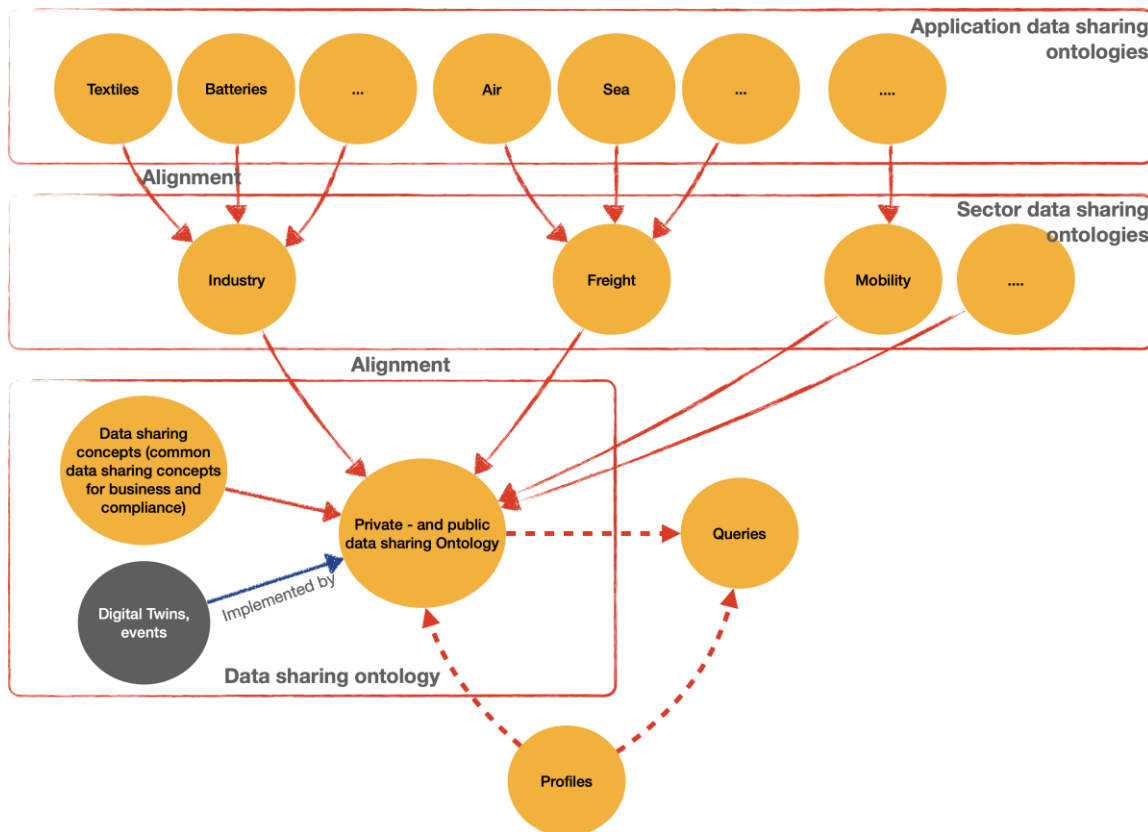 Application data sharing
ontologies
Textiles
Batteries
...
Air
Sea
...
....
Alignment
Sector data sharing
ontologies
Industry
Freight
Mobility
....
Alignment
Data sharing
concepts (common
data sharing concepts
for business and
compliance)
Private - and public
data sharing Ontology
Queries
Implemented by
Digital Twins,
events
Data sharing ontology
Profiles